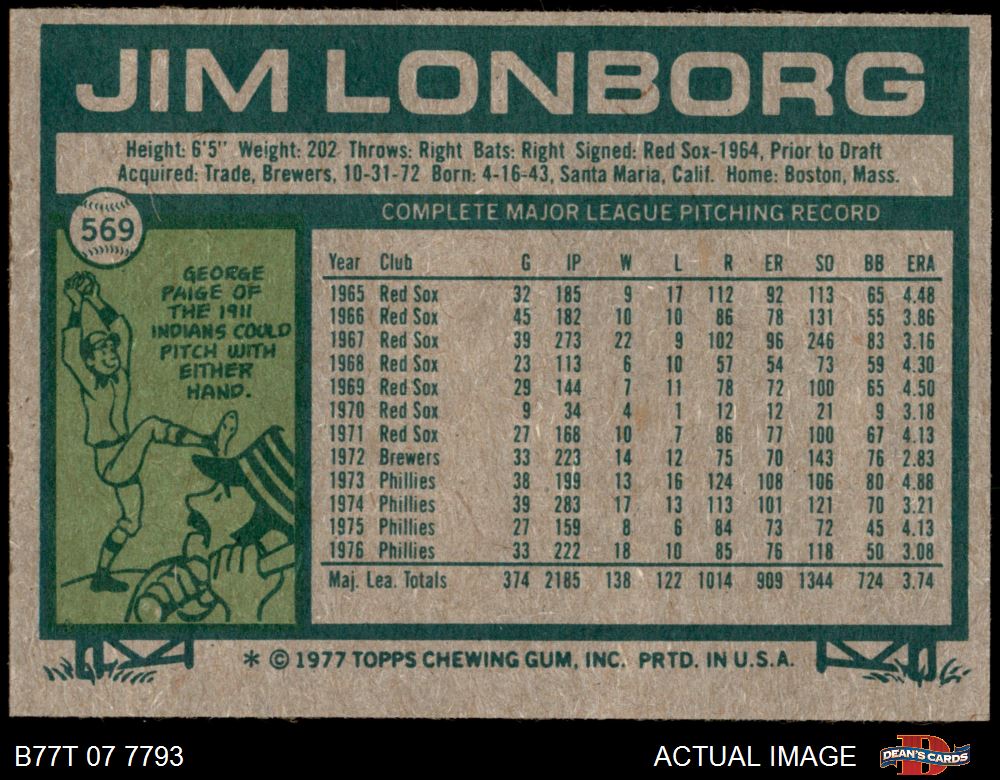 JIM LONBORG
Height: 6'5" Weight: 202 Throws: Right Bats: Right Signed: Red Sox-1964, Prior to Draft
Acquired: Trade, Brewers, 10-31-72 Born: 4-16-43, Santa Maria, Calif. Home: Boston, Mass.
569
GEORGE
PAIGE OF
THE 1911
INDIANS COULD
PITCH WITH
EITHER
HAND.
COMPLETE MAJOR LEAGUE PITCHING RECORD
Year Club G IP W L R ER SO BB ERA
1965 Red Sox 32 185 9 17 112 92 113 65 4.48
1966 Red Sox 45 182 10 10 86 78 131 55 3.86
1967 Red Sox 39 273 22 9 102 96 246 83 3.16
1968 Red Sox 23 113 6 10 57 54 73 59 4.30
1969 Red Sox 29 144 7 11 78 72 100 65 4.50
1970 Red Sox 9 34 4 1 12 12 21 9 3.18
1971 Red Sox 27 168 10 7 86 77 100 67 4.13
1972 Brewers 33 223 14 12 75 70 143 76 2.83
1973 Phillies 38 199 13 16 124 108 106 80 4.88
1974 Phillies 39 283 17 13 113 101 121 70 3.21
1975 Phillies 27 159 8 6 84 73 72 45 4.13
1976 Phillies 33 222 18 10 85 76 118 50 3.08
Maj. Lea. Totals 374 2185 138 122 1014 909 1344 724 3.74
* © 1977 TOPPS CHEWING GUM, INC. PRTD. IN U.S.A.
B77T 07 7793
ACTUAL IMAGE
DEAN'S CARDS